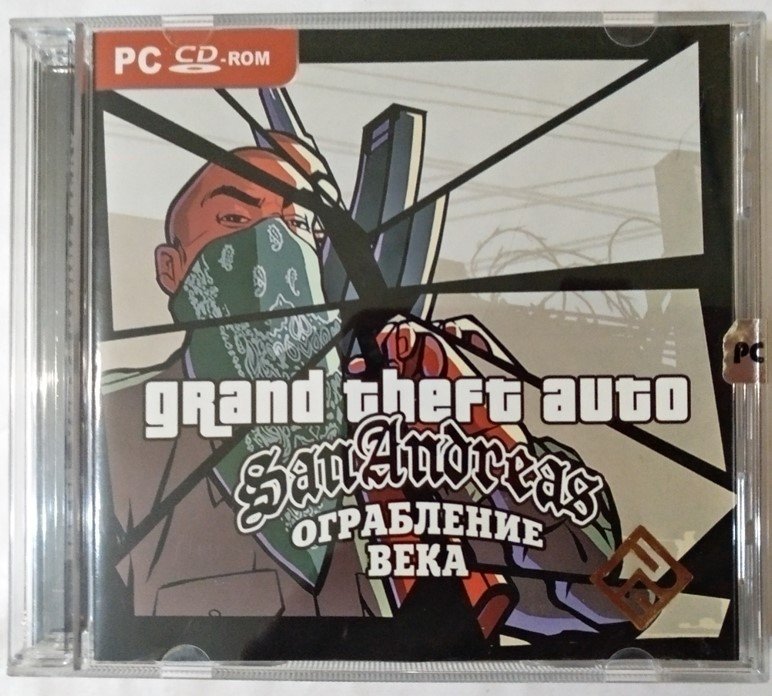 PC CD-ROM
PC
grand theft auto
San Andreas
ОГРАБЛЕНИЕ
ВЕКА